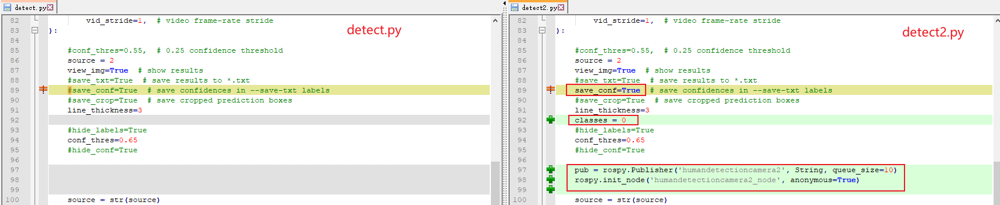 detect.py
82 vid_stride=1,  # video frame-rate stride
83 ):
detect.py
84
85 #conf_thres=0.55,  # 0.25 confidence threshold
86 source = 2
87 view_img=True  # show results
88 #save_txt=True  # save results to *.txt
89 #save_conf=True  # save confidences in --save-txt labels
90 #save_crop=True  # save cropped prediction boxes
91 line_thickness=3
92
93 #hide_labels=True
94 conf_thres=0.65
95 #hide_conf=True
96
97
98
99
100 source = str(source)
detect2.py
82 vid_stride=1,  # video frame-rate stride
83 ):
detect2.py
84
85 #conf_thres=0.55,  # 0.25 confidence threshold
86 source = 2
87 view_img=True  # show results
88 #save_txt=True  # save results to *.txt
89 save_conf=True  # save confidences in --save-txt labels
90 #save_crop=True  # save cropped prediction boxes
91 line_thickness=3
92 classes = 0
93 #hide_labels=True
94 conf_thres=0.65
95 #hide_conf=True
96
97 pub = rospy.Publisher('humandetectioncamera2', String, queue_size=10)
98 rospy.init_node('humandetectioncamera2_node', anonymous=True)
99
100 source = str(source)